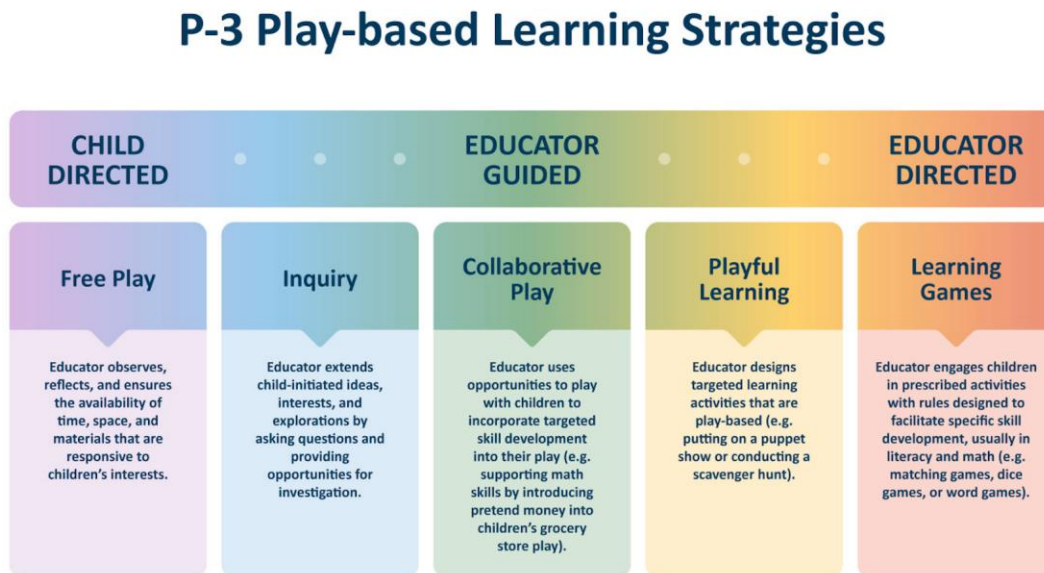 P-3 Play-based Learning Strategies
CHILD
DIRECTED
EDUCATOR
GUIDED
EDUCATOR
DIRECTED
Free Play
Educator observes,
reflects, and ensures
the availability of
time, space, and
materials that are
responsive to
children’s interests.
Inquiry
Educator extends
child-initiated ideas,
interests, and
explorations by
asking questions and
providing
opportunities for
investigation.
Collaborative
Play
Educator uses
opportunities to play
with children to
incorporate targeted
skill development
into their play (e.g.
supporting math
skills by introducing
pretend money into
children’s grocery
store play).
Playful
Learning
Educator designs
targeted learning
activities that are
play-based (e.g.
putting on a puppet
show or conducting a
scavenger hunt).
Learning
Games
Educator engages children
in prescribed activities
with rules designed to
facilitate specific skill
development, usually in
literacy and math (e.g.
matching games, dice
games, or word games).